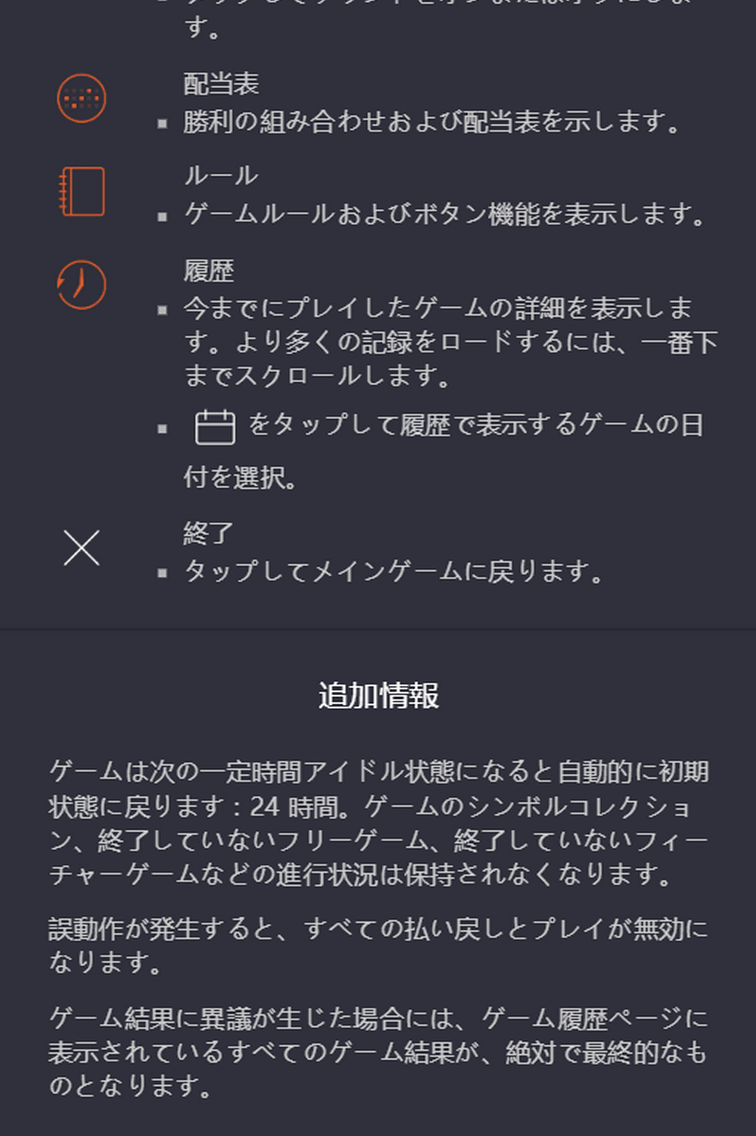 す。
配当表
▪ 勝利の組み合わせおよび配当表を示します。
ルール
▪ ゲームルールおよびボタン機能を表示します。
履歴
▪ 今までにプレイしたゲームの詳細を表示しま
す。より多くの記録をロードするには、一番下
までスクロールします。
▪ をタップして履歴で表示するゲームの日
付を選択。
終了
▪ タップしてメインゲームに戻ります。
追加情報
ゲームは次の一定時間アイドル状態になると自動的に初期
状態に戻ります：24 時間。ゲームのシンボルコレクショ
ン、終了していないフリーゲーム、終了していないフィー
チャーゲームなどの進行状況は保持されなくなります。
誤動作が発生すると、すべての払い戻しとプレイが無効に
なります。
ゲーム結果に異議が生じた場合には、ゲーム履歴ページに
表示されているすべてのゲーム結果が、絶対で最終的なも
のとなります。